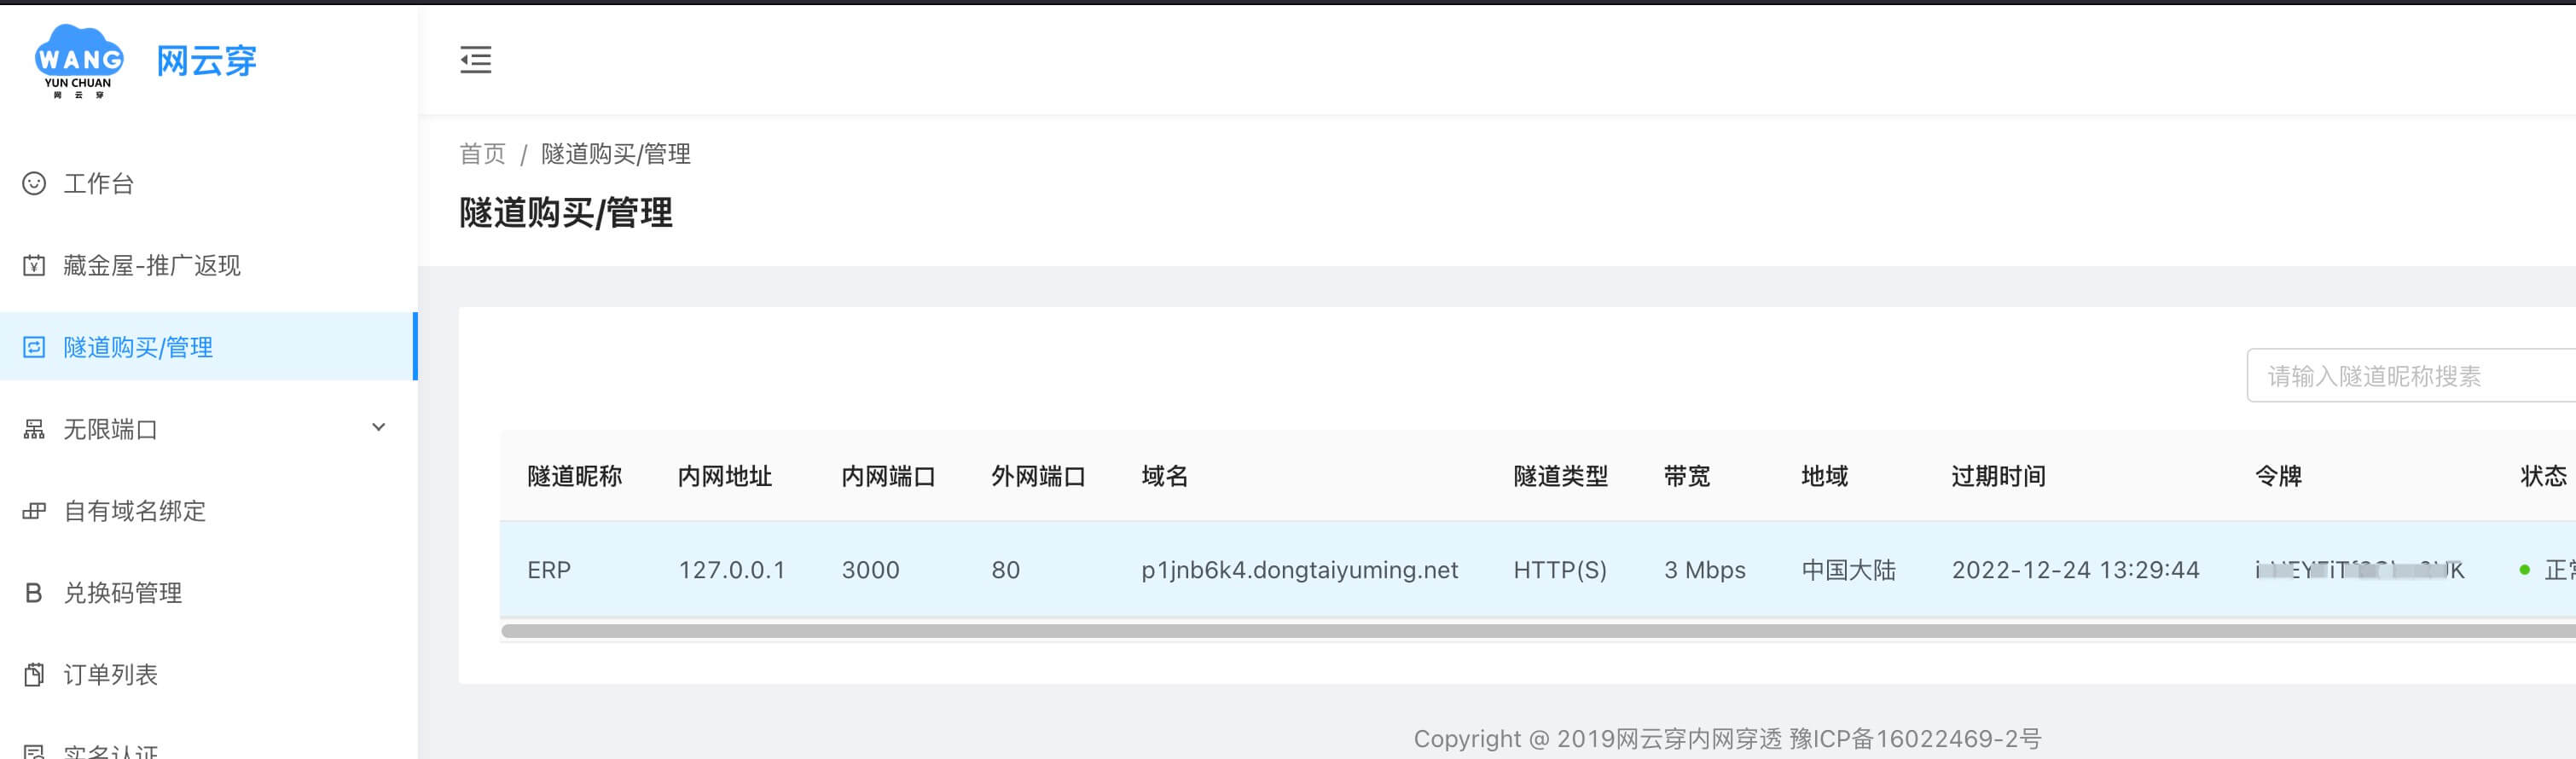 WANG
YUN CHUAN
网 云 穿
网云穿
工作台
藏金屋-推广返现
隧道购买/管理
无限端口
自有域名绑定
兑换码管理
订单列表
实名认证
首页 / 隧道购买/管理
隧道购买/管理
请输入隧道昵称搜素
隧道昵称 内网地址 内网端口 外网端口 域名 隧道类型 带宽 地域 过期时间 令牌 状态
ERP 127.0.0.1 3000 80 p1jnb6k4.dongtaiyuming.net HTTP(S) 3 Mbps 中国大陆 2022-12-24 13:29:44 正常
Copyright @ 2019网云穿内网穿透 豫ICP备16022469-2号